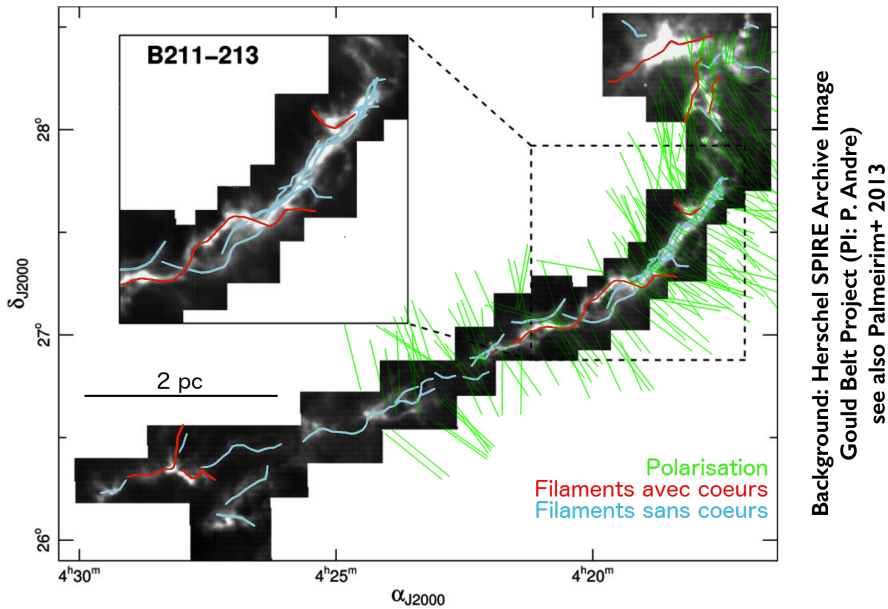 B211−213
28°
27°
26°
δJ2000
2 pc
Polarisation
Filaments avec coeurs
Filaments sans coeurs
4h30m
4h25m
4h20m
αJ2000
Background: Herschel SPIRE Archive Image
Gould Belt Project (PI: P. Andre)
see also Palmeirim+ 2013